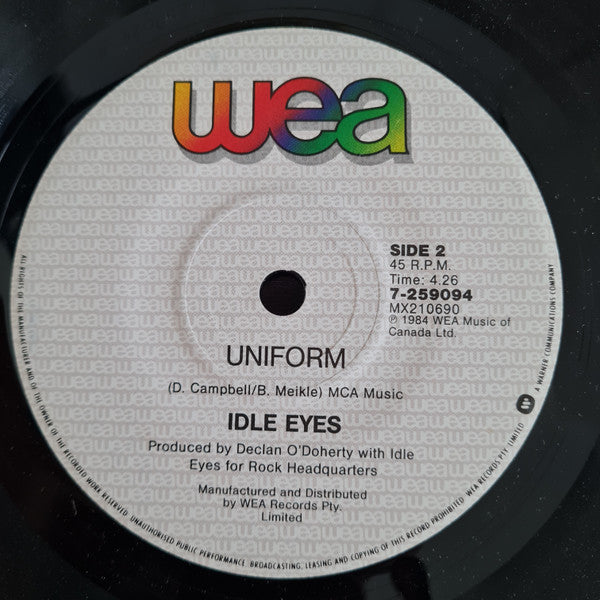 wea
SIDE 2
45 R.P.M.
Time: 4.26
7-259094
MX210690
℗ 1984 WEA Music of
Canada Ltd.
UNIFORM
(D. Campbell/B. Meikle) MCA Music
IDLE EYES
Produced by Declan O'Doherty with Idle
Eyes for Rock Headquarters
Manufactured and Distributed
by WEA Records Pty.
Limited
ALL RIGHTS OF THE MANUFACTURER AND OF THE OWNER OF THE RECORDED WORK RESERVED. UNAUTHORISED PUBLIC PERFORMANCE, BROADCASTING, LEASING AND COPYING OF THIS RECORD PROHIBITED. WEA RECORDS PTY. LIMITED
A WARNER COMMUNICATIONS COMPANY